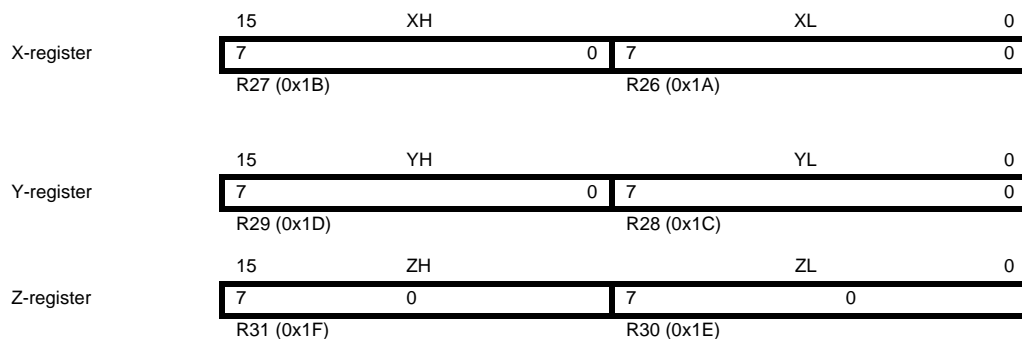 15 XH XL 0
X-register 7 0 7 0
R27 (0x1B) R26 (0x1A)
15 YH YL 0
Y-register 7 0 7 0
R29 (0x1D) R28 (0x1C)
15 ZH ZL 0
Z-register 7 0 7 0
R31 (0x1F) R30 (0x1E)